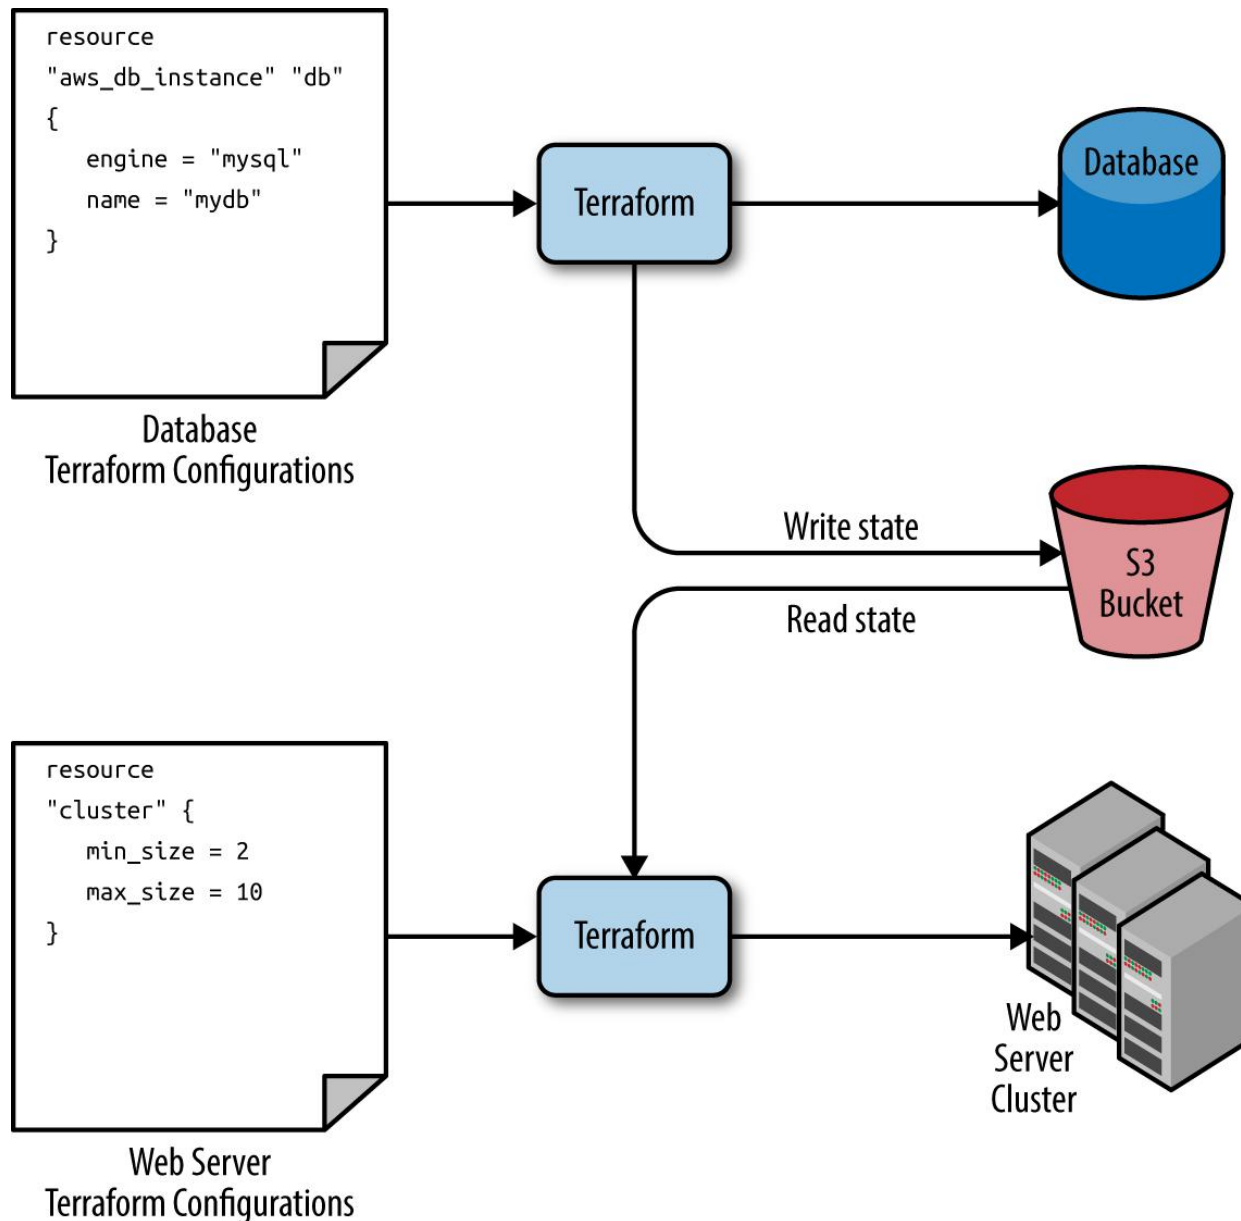 resource
"aws_db_instance" "db"
{
engine = "mysql"
name = "mydb"
}
Database
Terraform Configurations
Terraform
Database
Write state
Read state
S3
Bucket
resource
"cluster" {
min_size = 2
max_size = 10
}
Web Server
Terraform Configurations
Terraform
Web
Server
Cluster